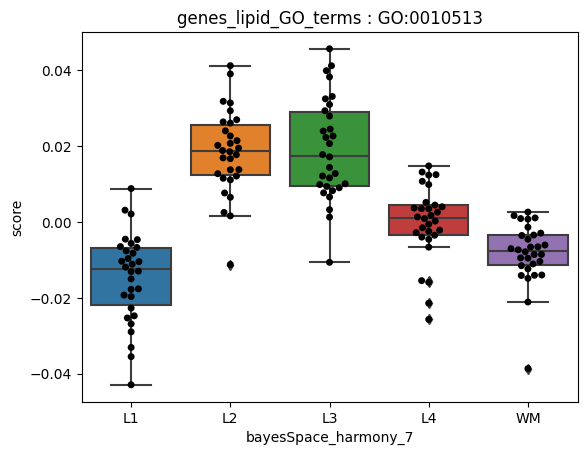 genes_lipid_GO_terms : GO:0010513
score
0.04
0.02
0.00
−0.02
−0.04
L1 L2 L3 L4 WM
bayesSpace_harmony_7